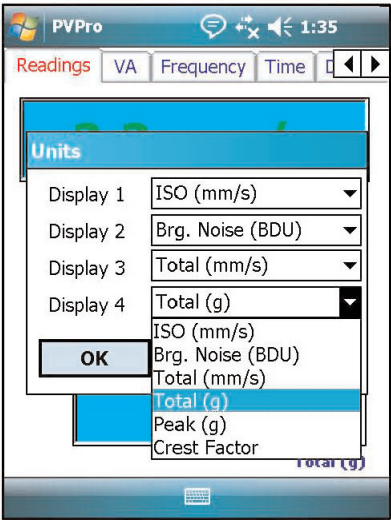 PVPro 1:35
Readings VA Frequency Time
Units
Display 1 ISO (mm/s)
Display 2 Brg. Noise (BDU)
Display 3 Total (mm/s)
Display 4 Total (g)
ISO (mm/s)
OK Brg. Noise (BDU)
Total (mm/s)
Total (g)
Peak (g)
Crest Factor
Total (g)